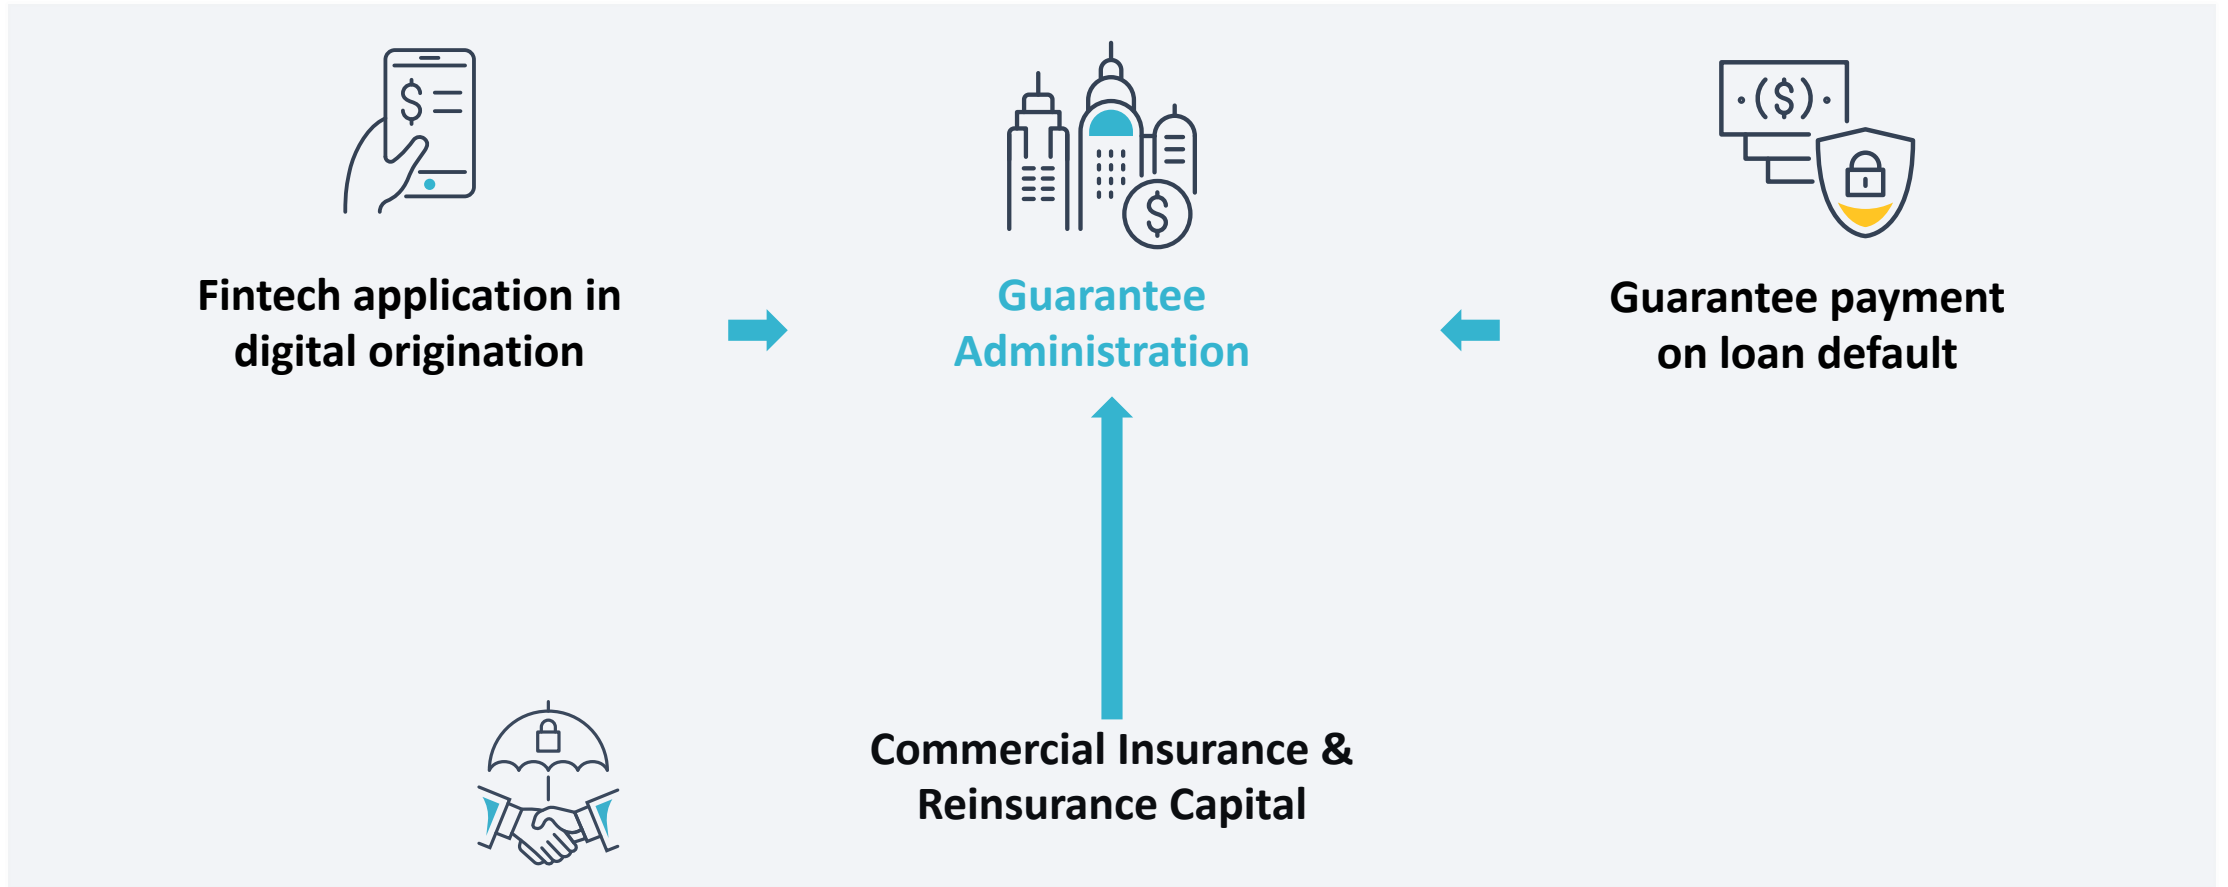 Fintech application in
digital origination
Guarantee
Administration
Guarantee payment
on loan default
Commercial Insurance &
Reinsurance Capital